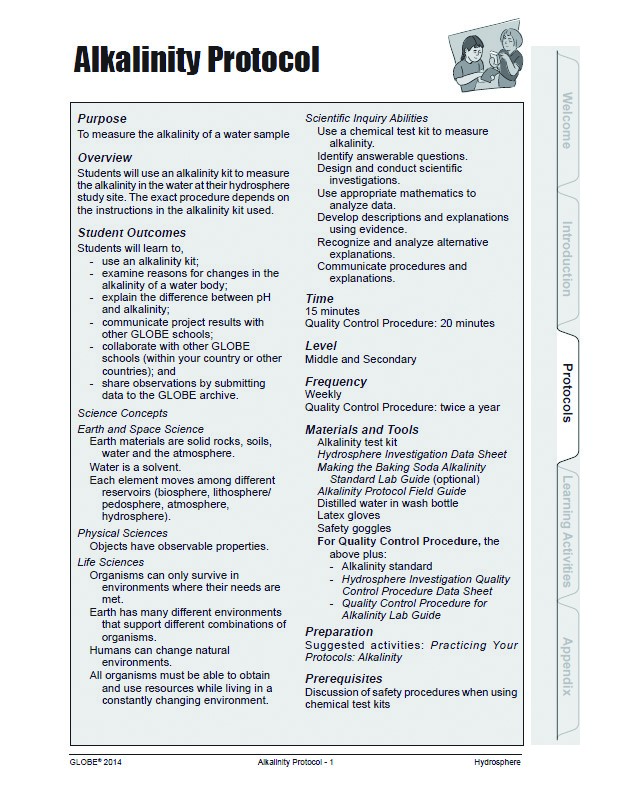 Alkalinity Protocol
Purpose
To measure the alkalinity of a water sample
Overview
Students will use an alkalinity kit to measure
the alkalinity in the water at their hydrosphere
study site. The exact procedure depends on
the instructions in the alkalinity kit used.
Student Outcomes
Students will learn to,
- use an alkalinity kit;
- examine reasons for changes in the
alkalinity of a water body;
- explain the difference between pH
and alkalinity;
- communicate project results with
other GLOBE schools;
- collaborate with other GLOBE
schools (within your country or other
countries); and
- share observations by submitting
data to the GLOBE archive.
Science Concepts
Earth and Space Science
Earth materials are solid rocks, soils,
water and the atmosphere.
Water is a solvent.
Each element moves among different
reservoirs (biosphere, lithosphere/
pedosphere, atmosphere,
hydrosphere).
Physical Sciences
Objects have observable properties.
Life Sciences
Organisms can only survive in
environments where their needs are
met.
Earth has many different environments
that support different combinations of
organisms.
Humans can change natural
environments.
All organisms must be able to obtain
and use resources while living in a
constantly changing environment.
Scientific Inquiry Abilities
Use a chemical test kit to measure
alkalinity.
Identify answerable questions.
Design and conduct scientific
investigations.
Use appropriate mathematics to
analyze data.
Develop descriptions and explanations
using evidence.
Recognize and analyze alternative
explanations.
Communicate procedures and
explanations.
Time
15 minutes
Quality Control Procedure: 20 minutes
Level
Middle and Secondary
Frequency
Weekly
Quality Control Procedure: twice a year
Materials and Tools
Alkalinity test kit
Hydrosphere Investigation Data Sheet
Making the Baking Soda Alkalinity
Standard Lab Guide (optional)
Alkalinity Protocol Field Guide
Distilled water in wash bottle
Latex gloves
Safety goggles
For Quality Control Procedure, the
above plus:
- Alkalinity standard
- Hydrosphere Investigation Quality
Control Procedure Data Sheet
- Quality Control Procedure for
Alkalinity Lab Guide
Preparation
Suggested activities: Practicing Your
Protocols: Alkalinity
Prerequisites
Discussion of safety procedures when using
chemical test kits
Welcome
Introduction
Protocols
Learning Activities
Appendix
GLOBE® 2014
Alkalinity Protocol - 1
Hydrosphere